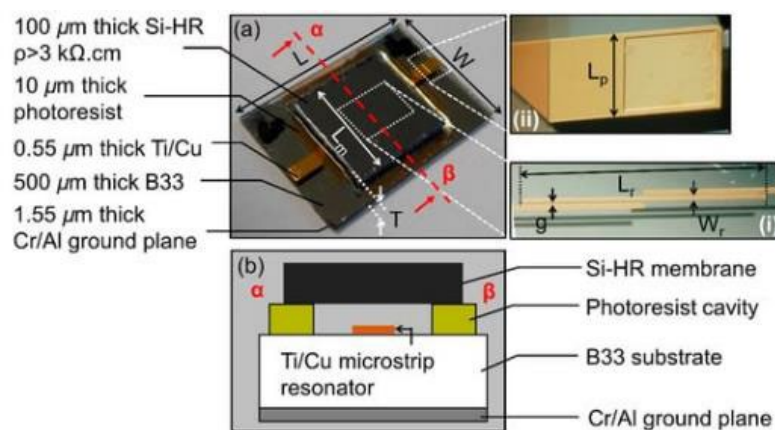 100 µm thick Si-HR
ρ>3 kΩ.cm
10 µm thick
photoresist
0.55 µm thick Ti/Cu
500 µm thick B33
1.55 µm thick
Cr/Al ground plane
(a)
α
L
W
Lm
β
T
Lp
(ii)
Lr
g
Wr
(i)
(b)
α
β
Si-HR membrane
Photoresist cavity
Ti/Cu microstrip
resonator
B33 substrate
Cr/Al ground plane